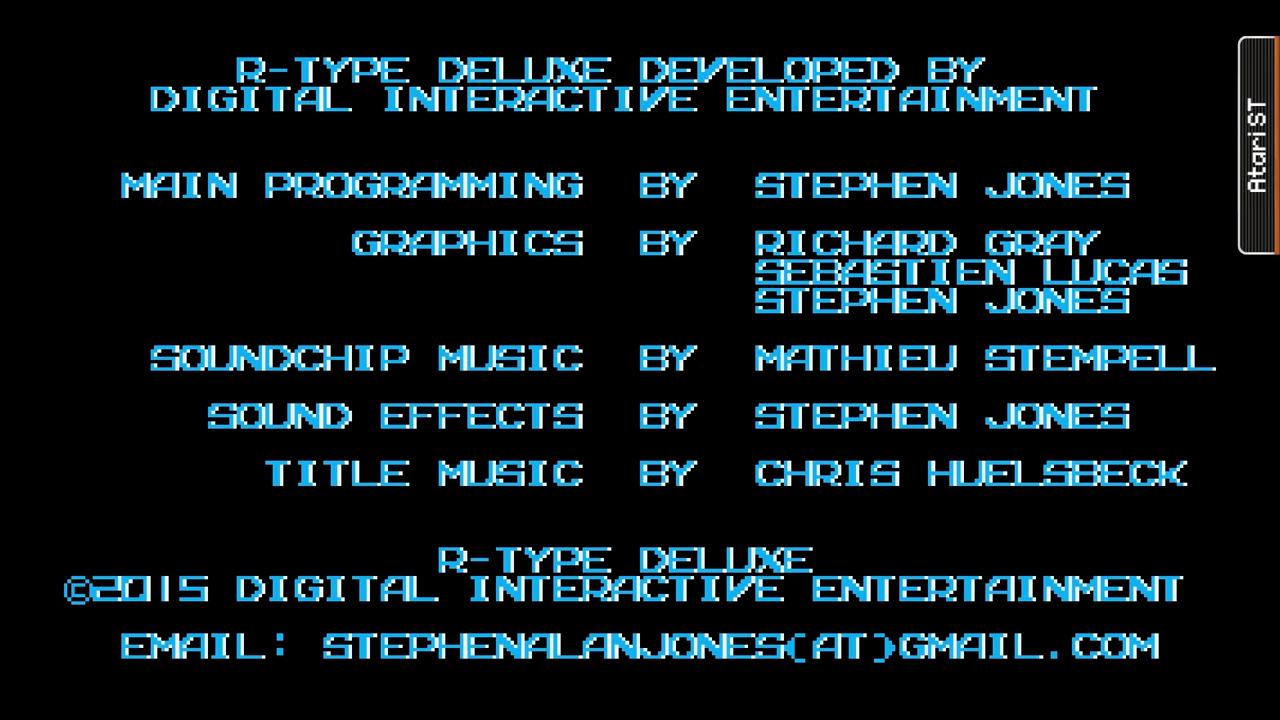 R-TYPE DELUXE DEVELOPED BY
DIGITAL INTERACTIVE ENTERTAINMENT
MAIN PROGRAMMING BY STEPHEN JONES
GRAPHICS BY RICHARD GRAY
SEBASTIEN LUCAS
STEPHEN JONES
SOUNDCHIP MUSIC BY MATHIEU STEMPELL
SOUND EFFECTS BY STEPHEN JONES
TITLE MUSIC BY CHRIS HUELSBECK
R-TYPE DELUXE
©2015 DIGITAL INTERACTIVE ENTERTAINMENT
EMAIL: STEPHENALANJONES(AT)GMAIL.COM
Atari ST